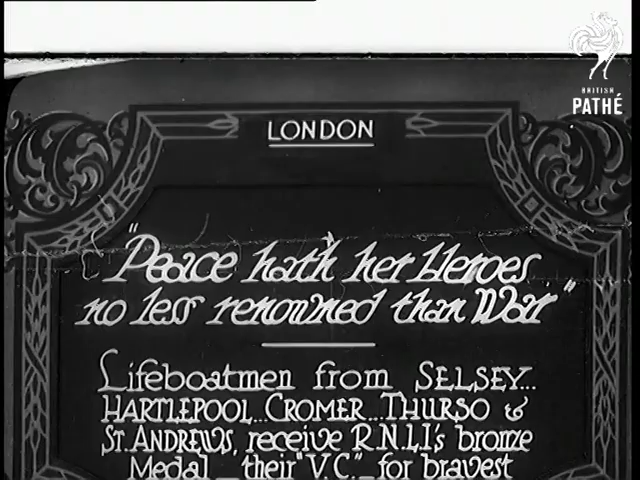 BRITISH
PATHÉ
LONDON
"Peace hath her Heroes
no less renowned than War"
Lifeboatmen from SELSEY...
HARTLEPOOL...CROMER...THURSO &
ST. ANDREWS, receive R.N.L.I's bronze
Medal _ their "V.C." _ for bravest